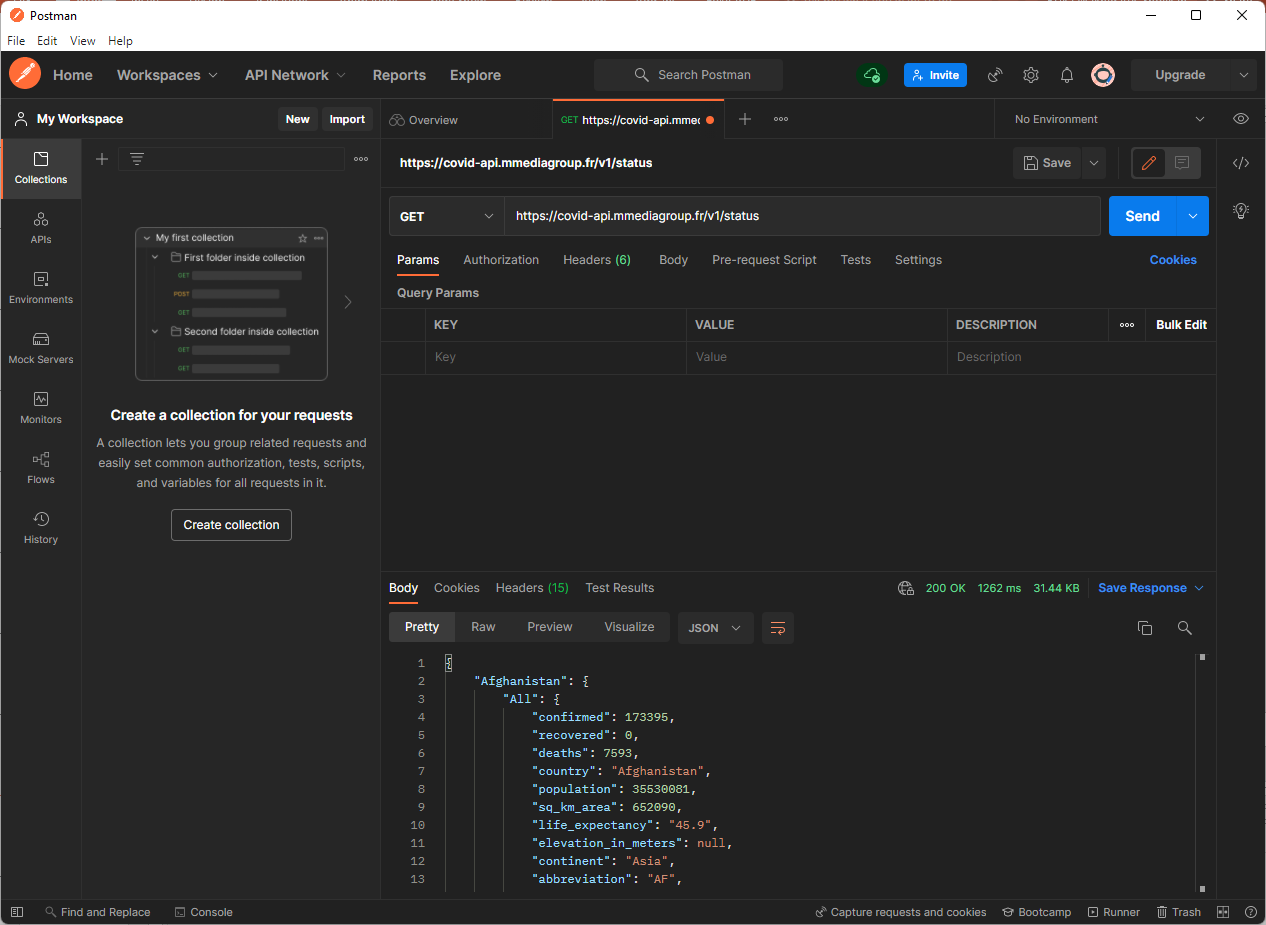 Postman
File Edit View Help
Home Workspaces API Network Reports Explore Search Postman Invite Upgrade
My Workspace New Import Overview GET https://covid-api.mmec No Environment
Collections
APIs
Environments
Mock Servers
Monitors
Flows
History
My first collection
First folder inside collection
GET
POST
GET
Second folder inside collection
GET
GET
Create a collection for your requests
A collection lets you group related requests and
easily set common authorization, tests, scripts,
and variables for all requests in it.
Create collection
https://covid-api.mmediagroup.fr/v1/status Save
GET https://covid-api.mmediagroup.fr/v1/status Send
Params Authorization Headers (6) Body Pre-request Script Tests Settings Cookies
Query Params
KEY VALUE DESCRIPTION Bulk Edit
Key Value Description
Body Cookies Headers (15) Test Results 200 OK 1262 ms 31.44 KB Save Response
Pretty Raw Preview Visualize JSON
1 {
2 "Afghanistan": {
3 "All": {
4 "confirmed": 173395,
5 "recovered": 0,
6 "deaths": 7593,
7 "country": "Afghanistan",
8 "population": 35530081,
9 "sq_km_area": 652090,
10 "life_expectancy": "45.9",
11 "elevation_in_meters": null,
12 "continent": "Asia",
13 "abbreviation": "AF",
Find and Replace Console Capture requests and cookies Bootcamp Runner Trash